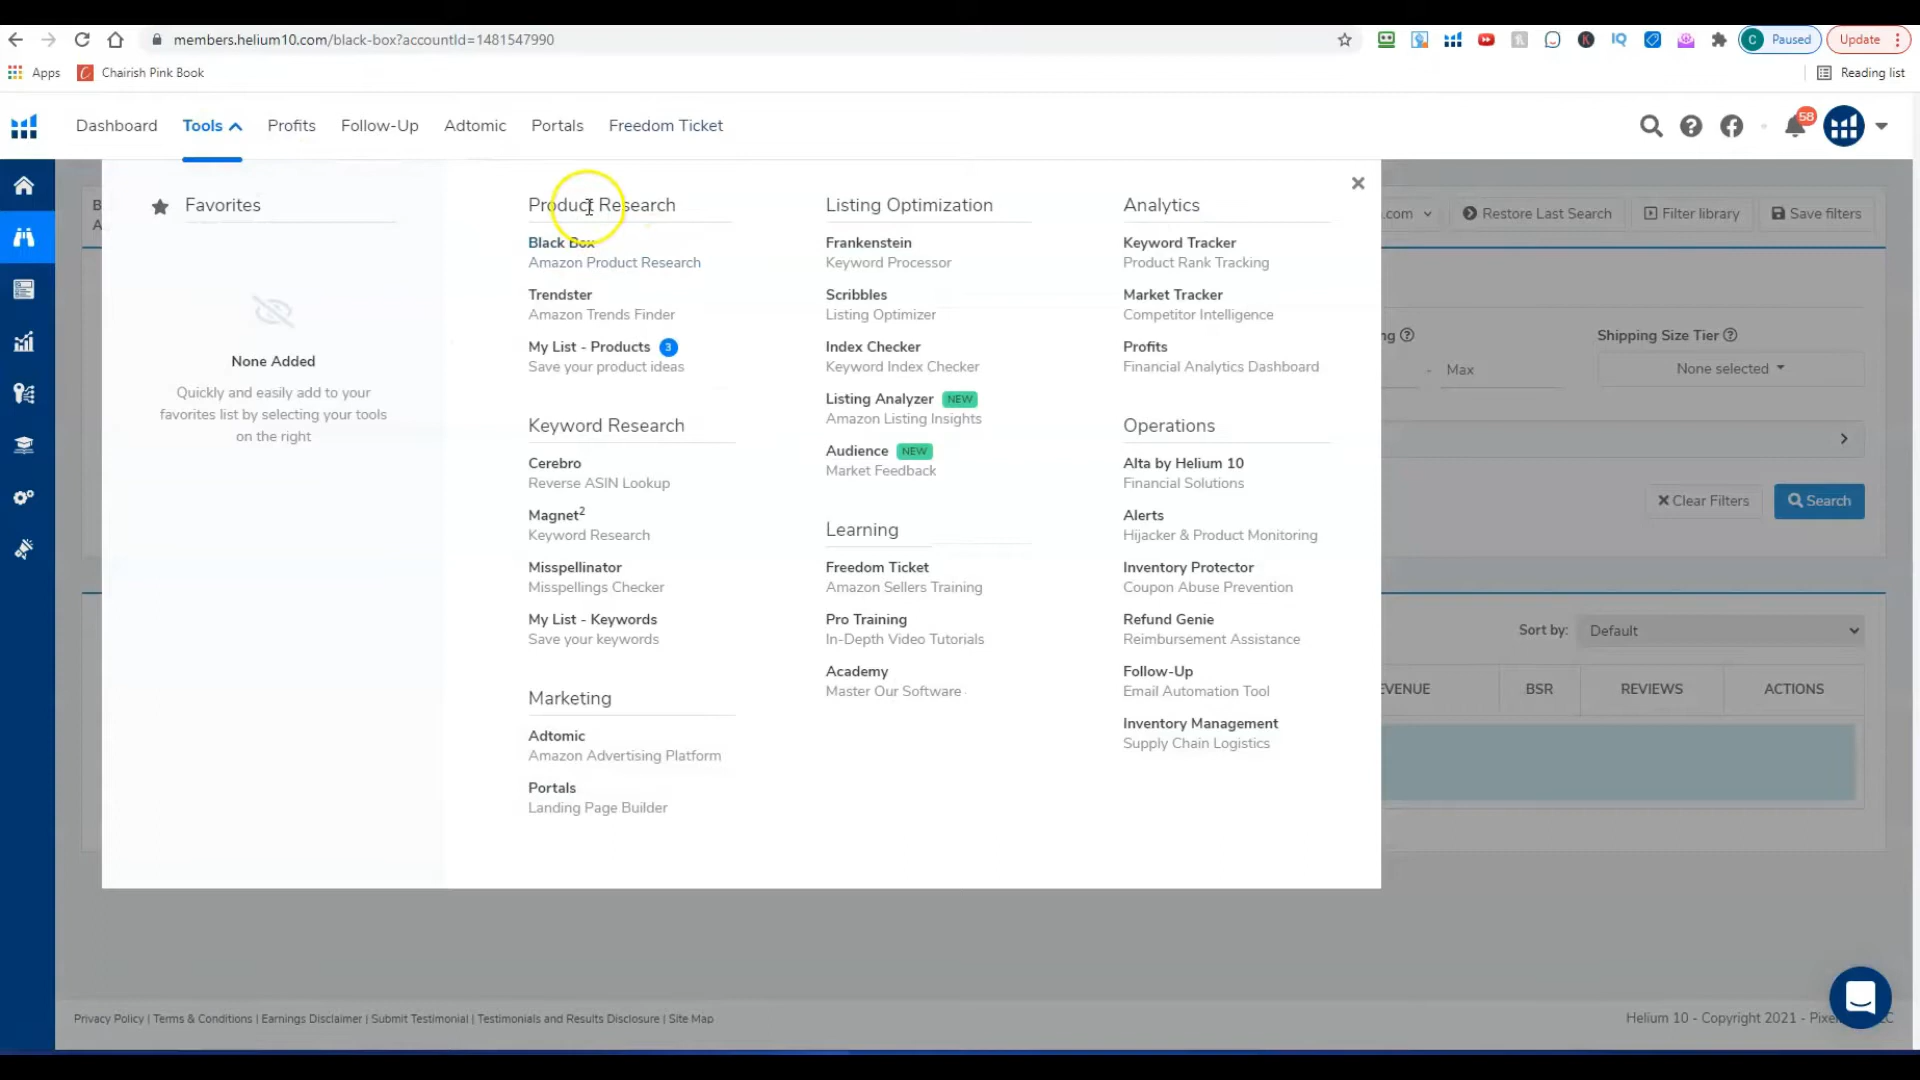 members.helium10.com/black-box?accountId=1481547990
C Paused
Update
Apps
Chairish Pink Book
Reading list
Dashboard
Tools
Profits
Follow-Up
Adtomic
Portals
Freedom Ticket
58
Favorites
None Added
Quickly and easily add to your
favorites list by selecting your tools
on the right
Product Research
Black Box
Amazon Product Research
Trendster
Amazon Trends Finder
My List - Products 3
Save your product ideas
Keyword Research
Cerebro
Reverse ASIN Lookup
Magnet²
Keyword Research
Misspellinator
Misspellings Checker
My List - Keywords
Save your keywords
Marketing
Adtomic
Amazon Advertising Platform
Portals
Landing Page Builder
Listing Optimization
Frankenstein
Keyword Processor
Scribbles
Listing Optimizer
Index Checker
Keyword Index Checker
Listing Analyzer NEW
Amazon Listing Insights
Audience NEW
Market Feedback
Learning
Freedom Ticket
Amazon Sellers Training
Pro Training
In-Depth Video Tutorials
Academy
Master Our Software
Analytics
Keyword Tracker
Product Rank Tracking
Market Tracker
Competitor Intelligence
Profits
Financial Analytics Dashboard
Operations
Alta by Helium 10
Financial Solutions
Alerts
Hijacker & Product Monitoring
Inventory Protector
Coupon Abuse Prevention
Refund Genie
Reimbursement Assistance
Follow-Up
Email Automation Tool
Inventory Management
Supply Chain Logistics
.com
Restore Last Search
Filter library
Save filters
Shipping Size Tier
- Max
None selected
Clear Filters
Search
Sort by: Default
BSR
REVIEWS
ACTIONS
Privacy Policy | Terms & Conditions | Earnings Disclaimer | Submit Testimonial | Testimonials and Results Disclosure | Site Map
Helium 10 - Copyright 2021 -